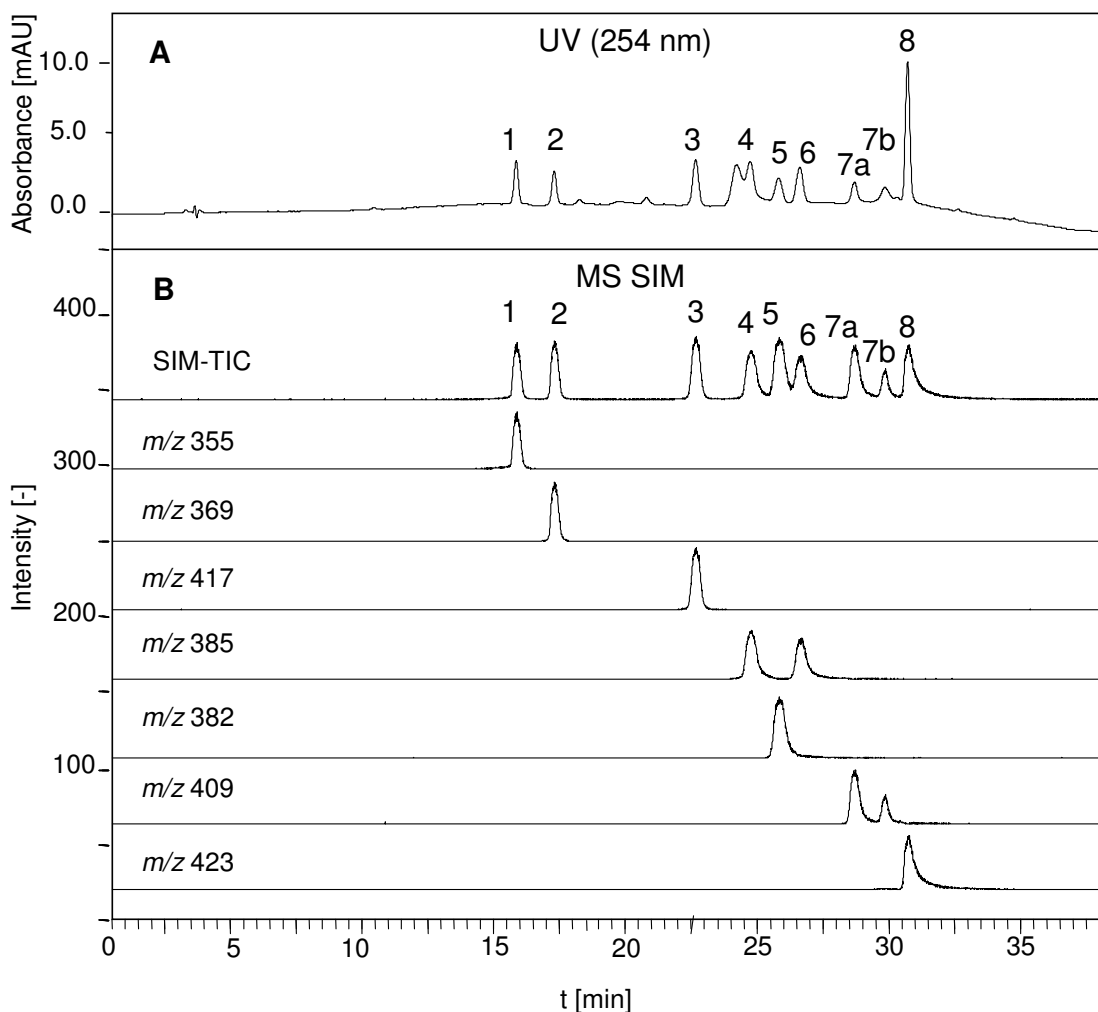 A
UV (254 nm)
Absorbance [mAU]
10.0
5.0
0.0
1
2
3
4
5
6
7a
7b
8
B
MS SIM
Intensity [-]
400
300
200
100
1
2
3
4
5
6
7a
7b
8
SIM-TIC
m/z 355
m/z 369
m/z 417
m/z 385
m/z 382
m/z 409
m/z 423
0 5 10 15 20 25 30 35
t [min]